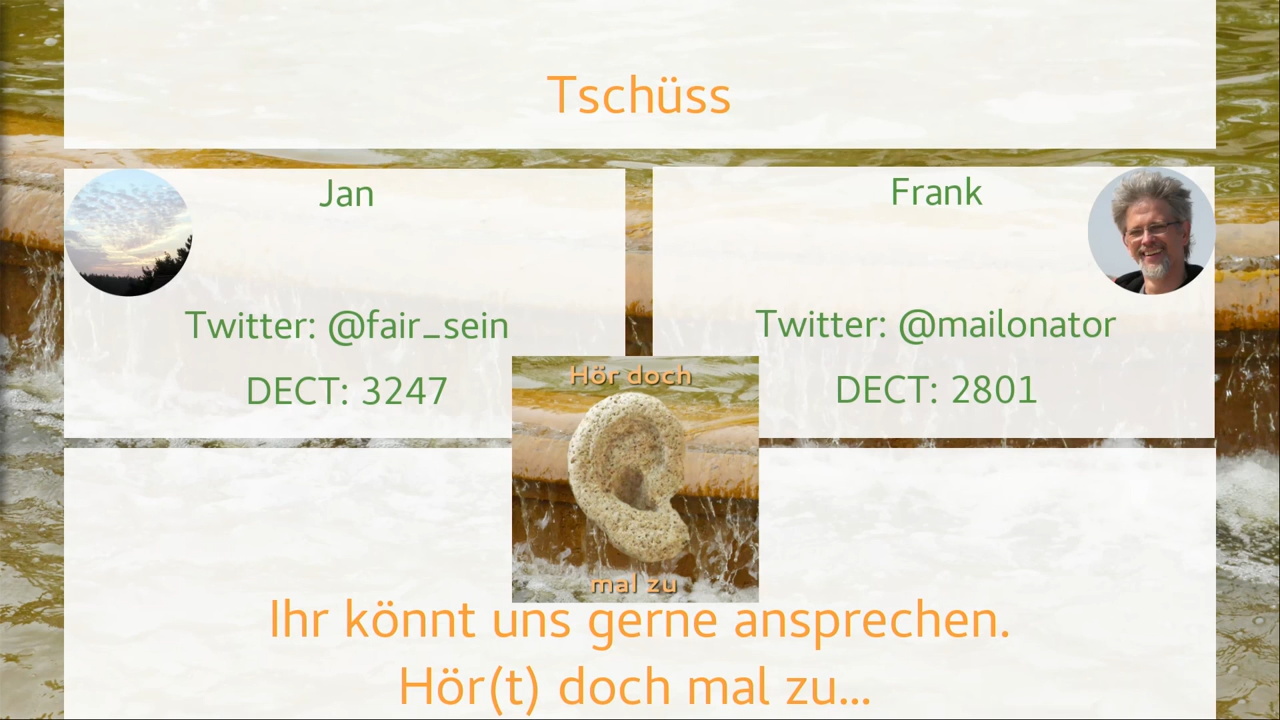 Tschüss
Jan
Twitter: @fair_sein
DECT: 3247
Frank
Twitter: @mailonator
DECT: 2801
Hör doch
mal zu
Ihr könnt uns gerne ansprechen.
Hör(t) doch mal zu...